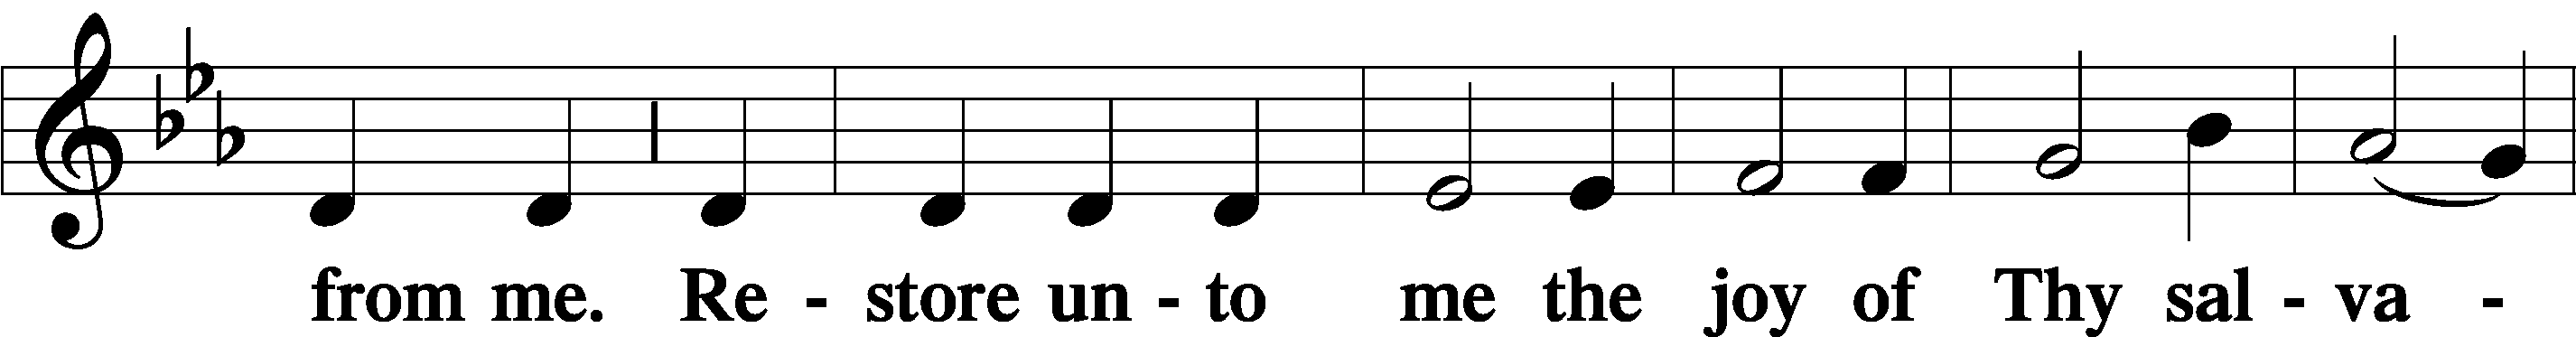 from me. Re - store un - to me the joy of Thy sal - va -